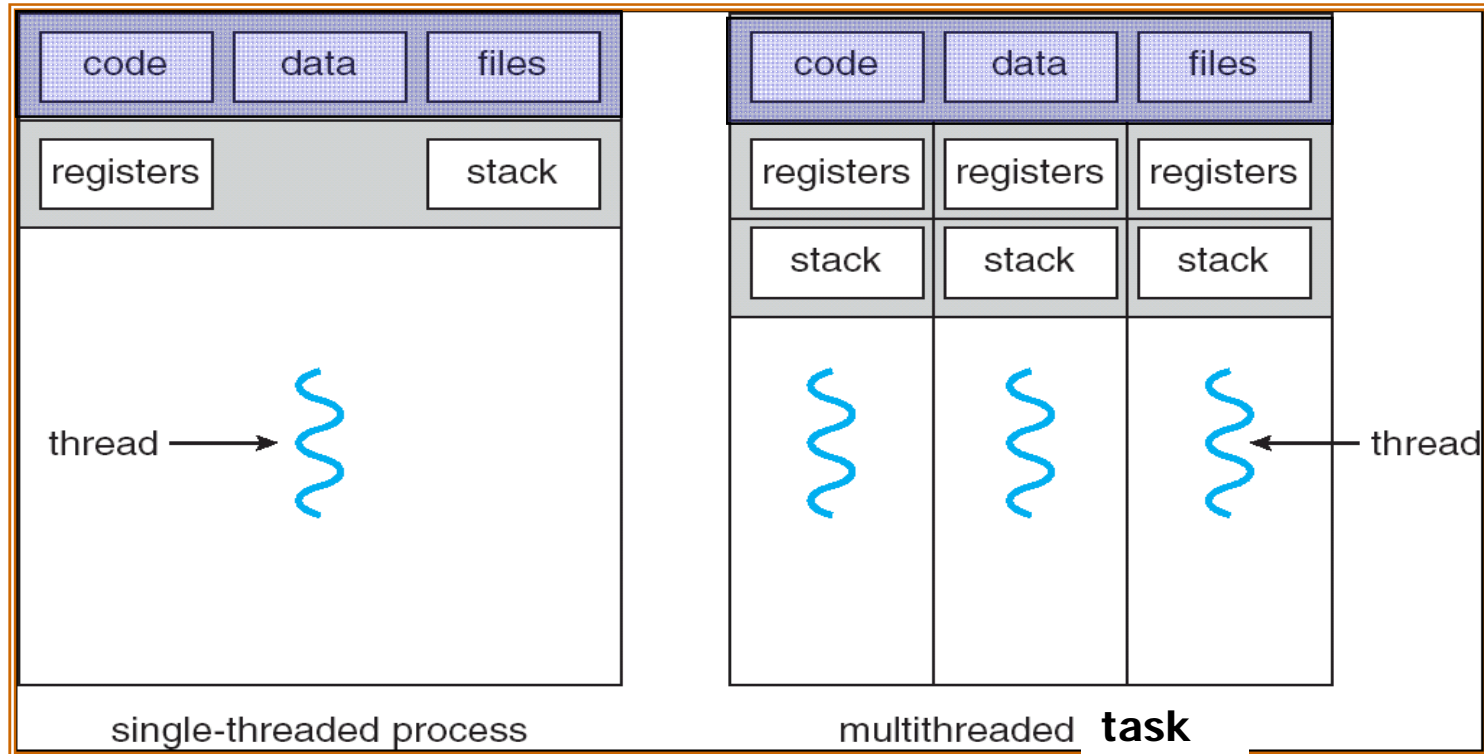 code data files
registers stack
thread
single-threaded process
code data files
registers registers registers
stack stack stack
thread
multithreaded task